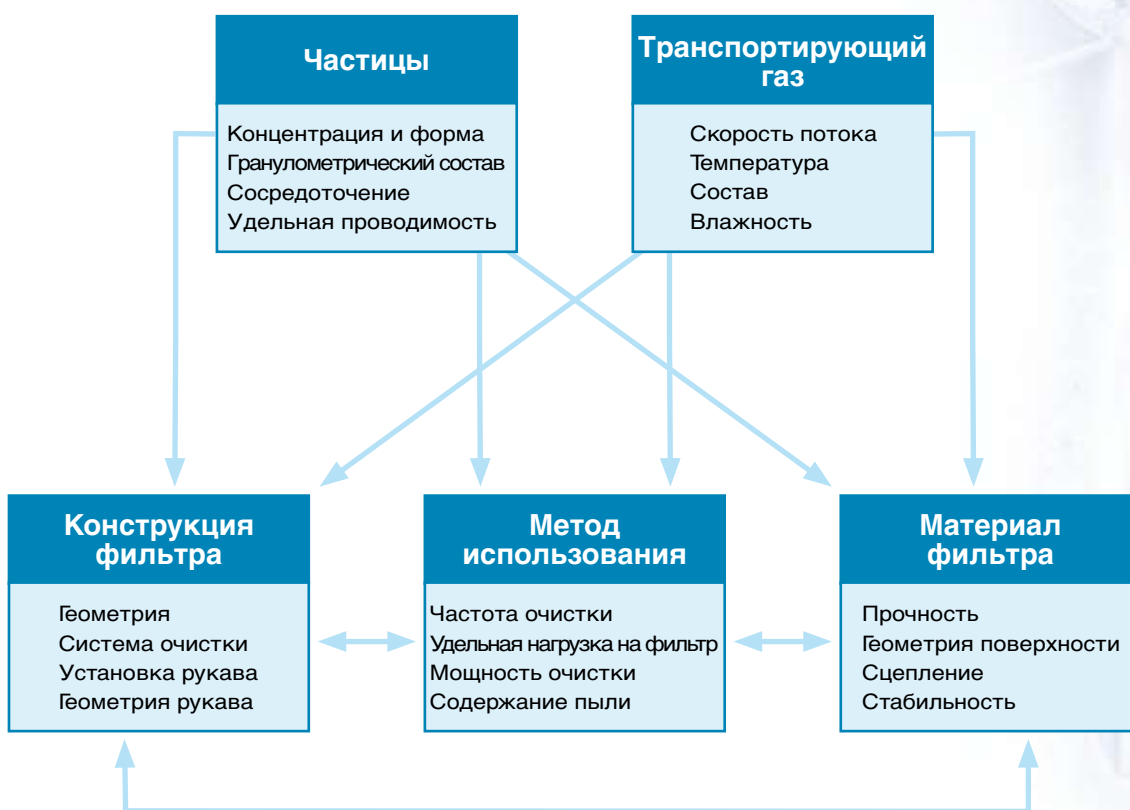 Частицы
Концентрация и форма
Гранулометрический состав
Сосредоточение
Удельная проводимость
Транспортирующий
газ
Скорость потока
Температура
Состав
Влажность
Конструкция
фильтра
Геометрия
Система очистки
Установка рукава
Геометрия рукава
Метод
использования
Частота очистки
Удельная нагрузка на фильтр
Мощность очистки
Содержание пыли
Материал
фильтра
Прочность
Геометрия поверхности
Сцепление
Стабильность